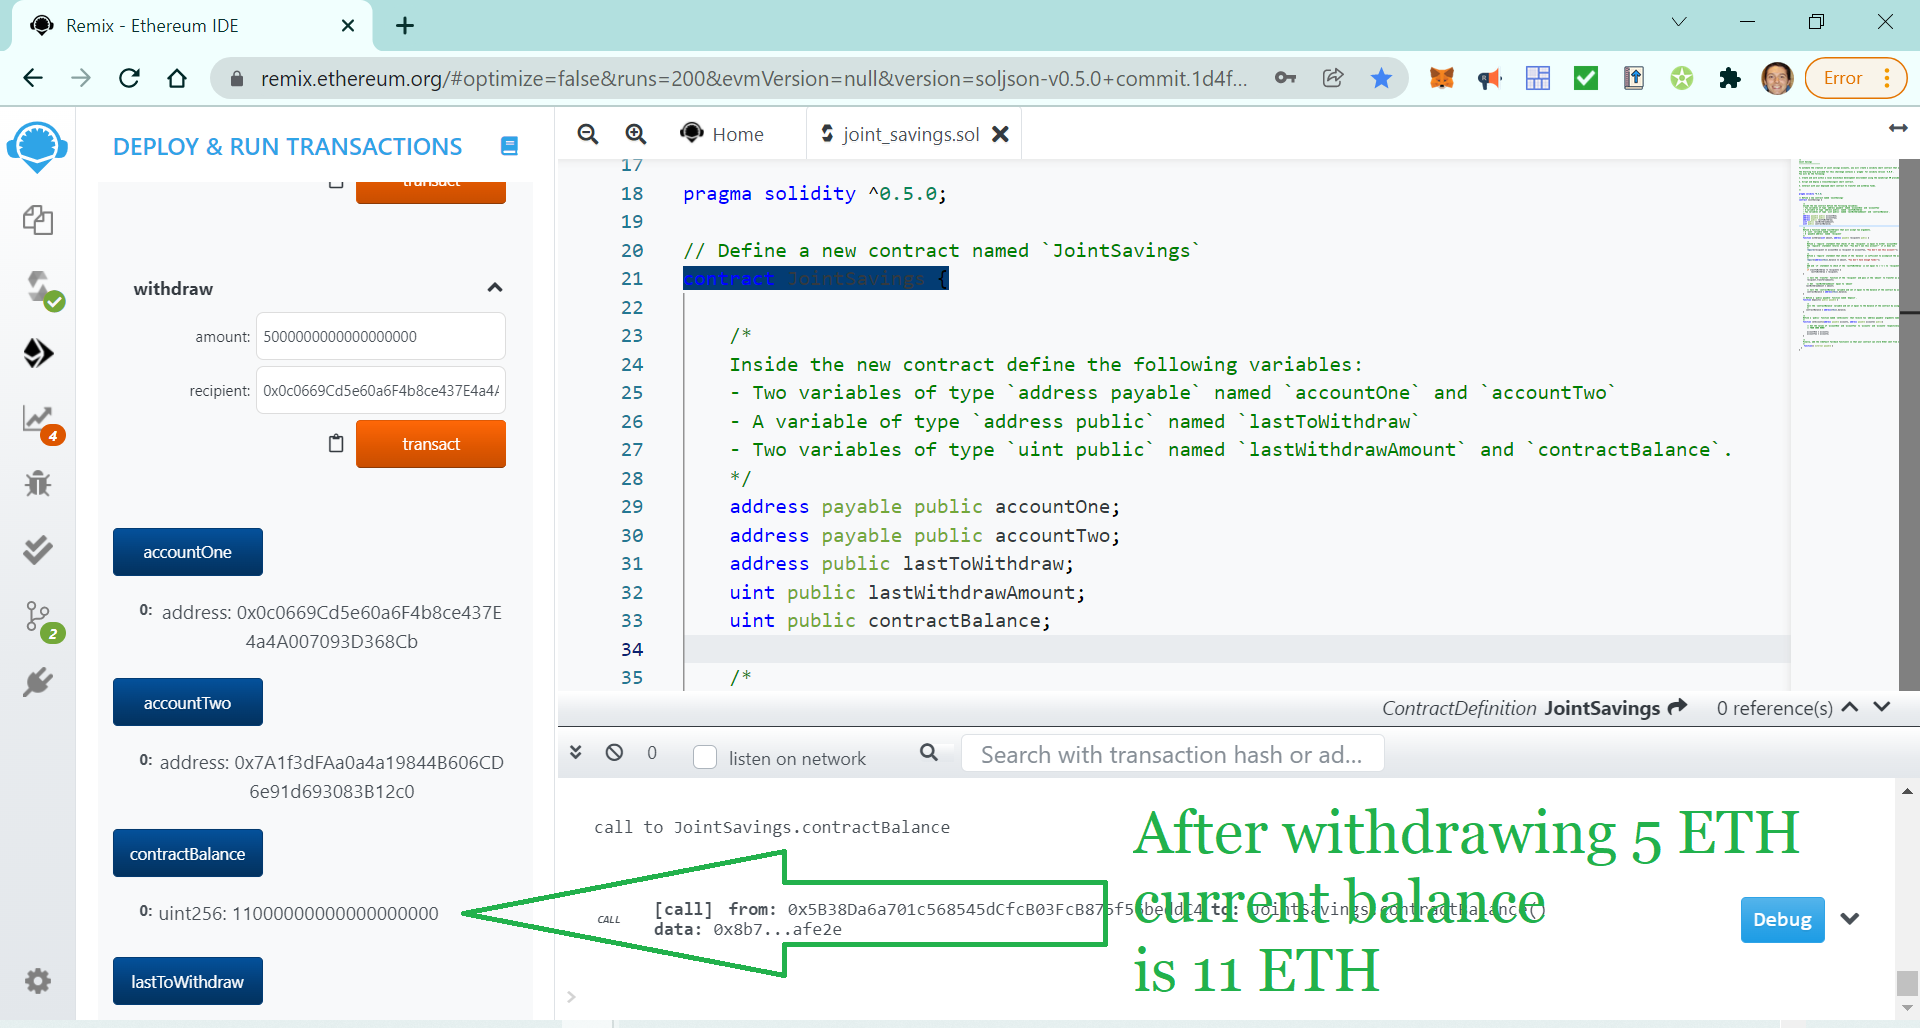 Remix - Ethereum IDE
remix.ethereum.org/#optimize=false&runs=200&evmVersion=null&version=soljson-v0.5.0+commit.1d4f...
Error
DEPLOY & RUN TRANSACTIONS
Home
joint_savings.sol
transact
withdraw
amount: 5000000000000000000
recipient: 0x0c0669Cd5e60a6F4b8ce437E4a4A
transact
accountOne
0: address: 0x0c0669Cd5e60a6F4b8ce437E
4a4A007093D368Cb
accountTwo
0: address: 0x7A1f3dFAa0a4a19844B606CD
6e91d693083B12c0
contractBalance
0: uint256: 11000000000000000000
lastToWithdraw
4
2
17
18 pragma solidity ^0.5.0;
19
20 // Define a new contract named `JointSavings`
21 contract JointSavings {
22
23 /*
24 Inside the new contract define the following variables:
25 - Two variables of type `address payable` named `accountOne` and `accountTwo`
26 - A variable of type `address public` named `lastToWithdraw`
27 - Two variables of type `uint public` named `lastWithdrawAmount` and `contractBalance`.
28 */
29 address payable public accountOne;
30 address payable public accountTwo;
31 address public lastToWithdraw;
32 uint public lastWithdrawAmount;
33 uint public contractBalance;
34
35 /*
ContractDefinition JointSavings 0 reference(s)
0 listen on network Search with transaction hash or ad...
call to JointSavings.contractBalance
CALL [call] from: 0x5B38Da6a701c568545dCfcB03FcB875f56beddC4 to: JointSavings.contractBalance()
data: 0x8b7...afe2e
Debug
>
After withdrawing 5 ETH
current balance
is 11 ETH